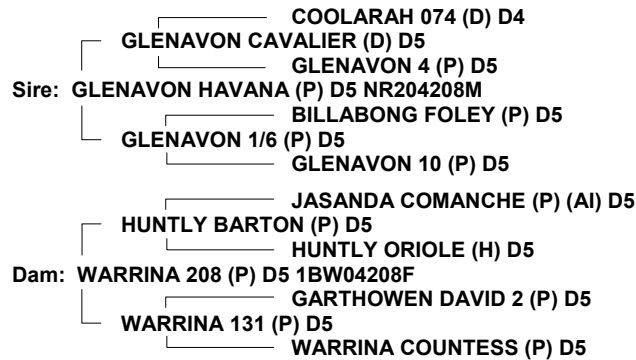 COOLARAH 074 (D) D4
GLENAVON CAVALIER (D) D5
GLENAVON 4 (P) D5
Sire: GLENAVON HAVANA (P) D5 NR204208M
BILLABONG FOLEY (P) D5
GLENAVON 1/6 (P) D5
GLENAVON 10 (P) D5
JASANDA COMANCHE (P) (AI) D5
HUNTLY BARTON (P) D5
HUNTLY ORIOLE (H) D5
Dam: WARRINA 208 (P) D5 1BW04208F
GARTHOWEN DAVID 2 (P) D5
WARRINA 131 (P) D5
WARRINA COUNTESS (P) D5